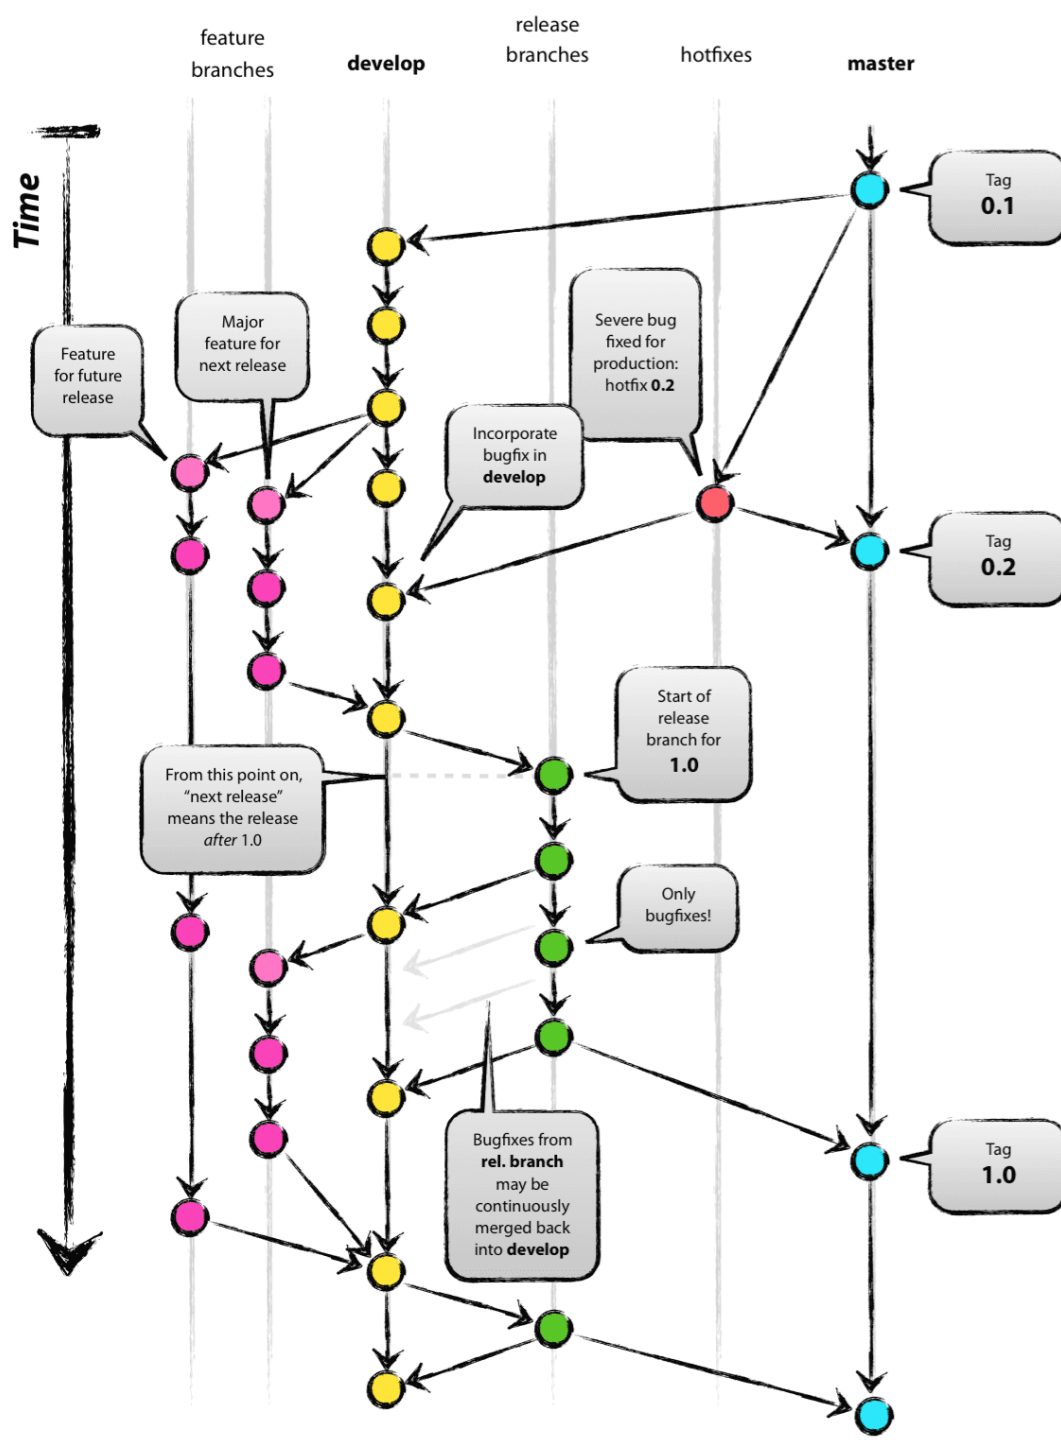 feature
branches
develop
release
branches
hotfixes
master
Time
Tag
0.1
Major
feature for
next release
Feature
for future
release
Severe bug
fixed for
production:
hotfix 0.2
Incorporate
bugfix in
develop
Tag
0.2
Start of
release
branch for
1.0
From this point on,
“next release”
means the release
after 1.0
Only
bugfixes!
Bugfixes from
rel. branch
may be
continuously
merged back
into develop
Tag
1.0